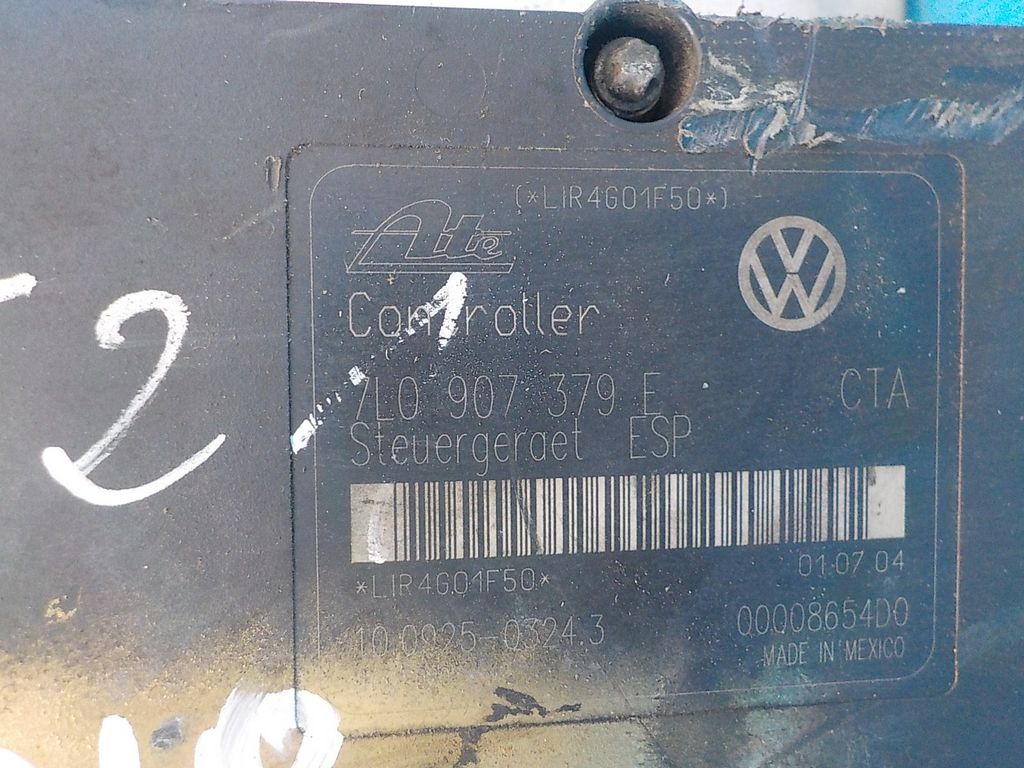 (*LIR4G01F50*)
Ate
Controller
7L0 907 379 E CTA
Steuergeraet ESP
*LIR4G01F50*
01.07.04
10.0925-0324.3
00008654D0
MADE IN MEXICO
2
1